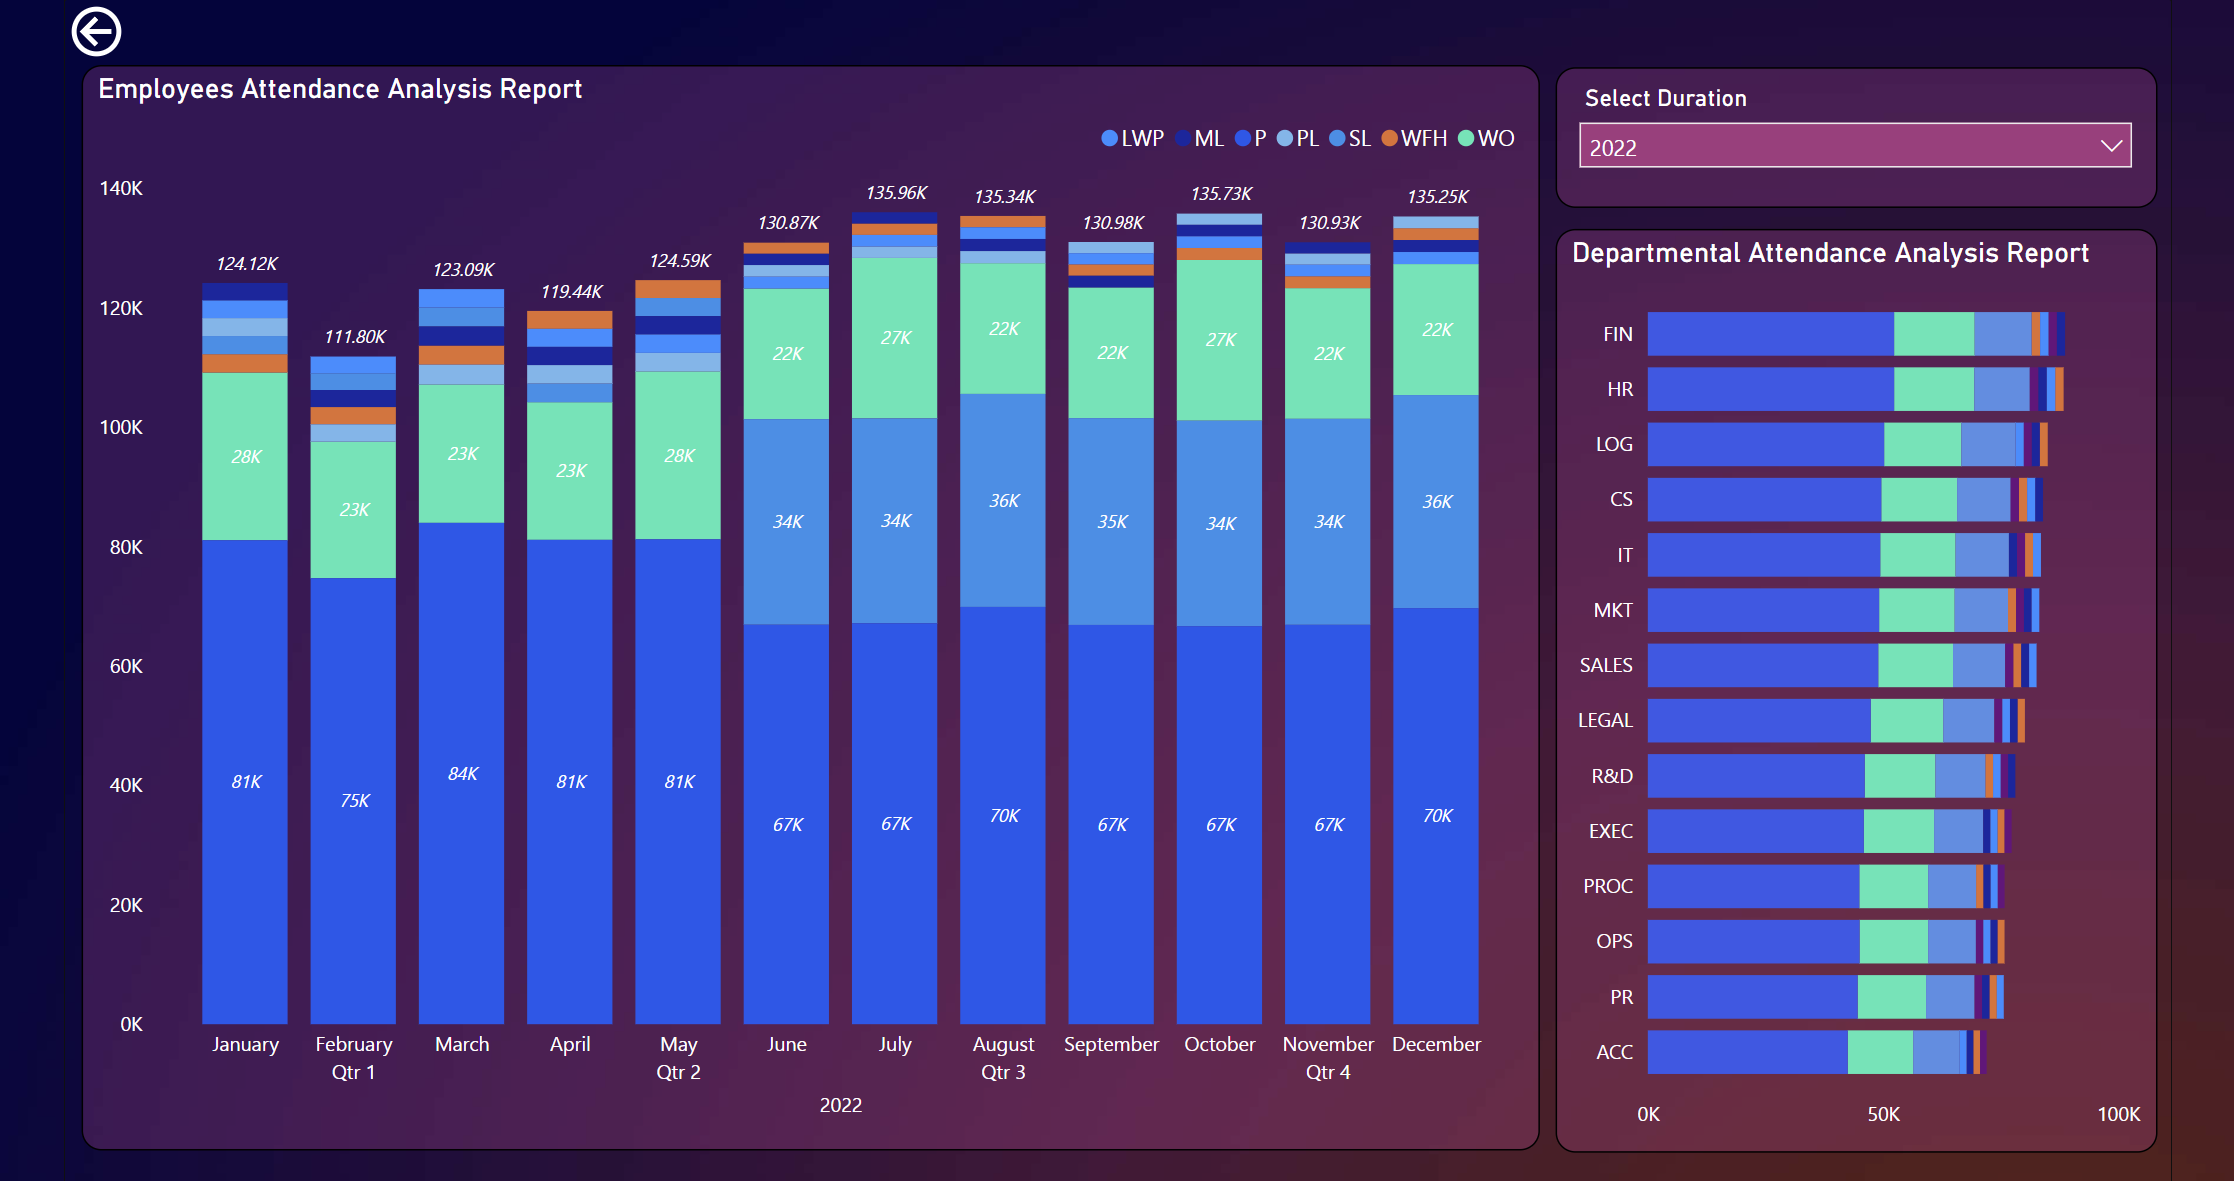 Employees Attendance Analysis Report
LWP ML P PL SL WFH WO
140K
120K
100K
80K
60K
40K
20K
0K
124.12K
111.80K
123.09K
119.44K
124.59K
130.87K
135.96K
135.34K
130.98K
135.73K
130.93K
135.25K
28K
23K
23K
23K
28K
22K
27K
22K
22K
27K
22K
22K
34K
34K
36K
35K
34K
34K
36K
81K
75K
84K
81K
81K
67K
67K
70K
67K
67K
67K
70K
January February March April May June July August September October November December
Qtr 1 Qtr 2 Qtr 3 Qtr 4
2022
Select Duration
2022
Departmental Attendance Analysis Report
FIN
HR
LOG
CS
IT
MKT
SALES
LEGAL
R&D
EXEC
PROC
OPS
PR
ACC
0K 50K 100K